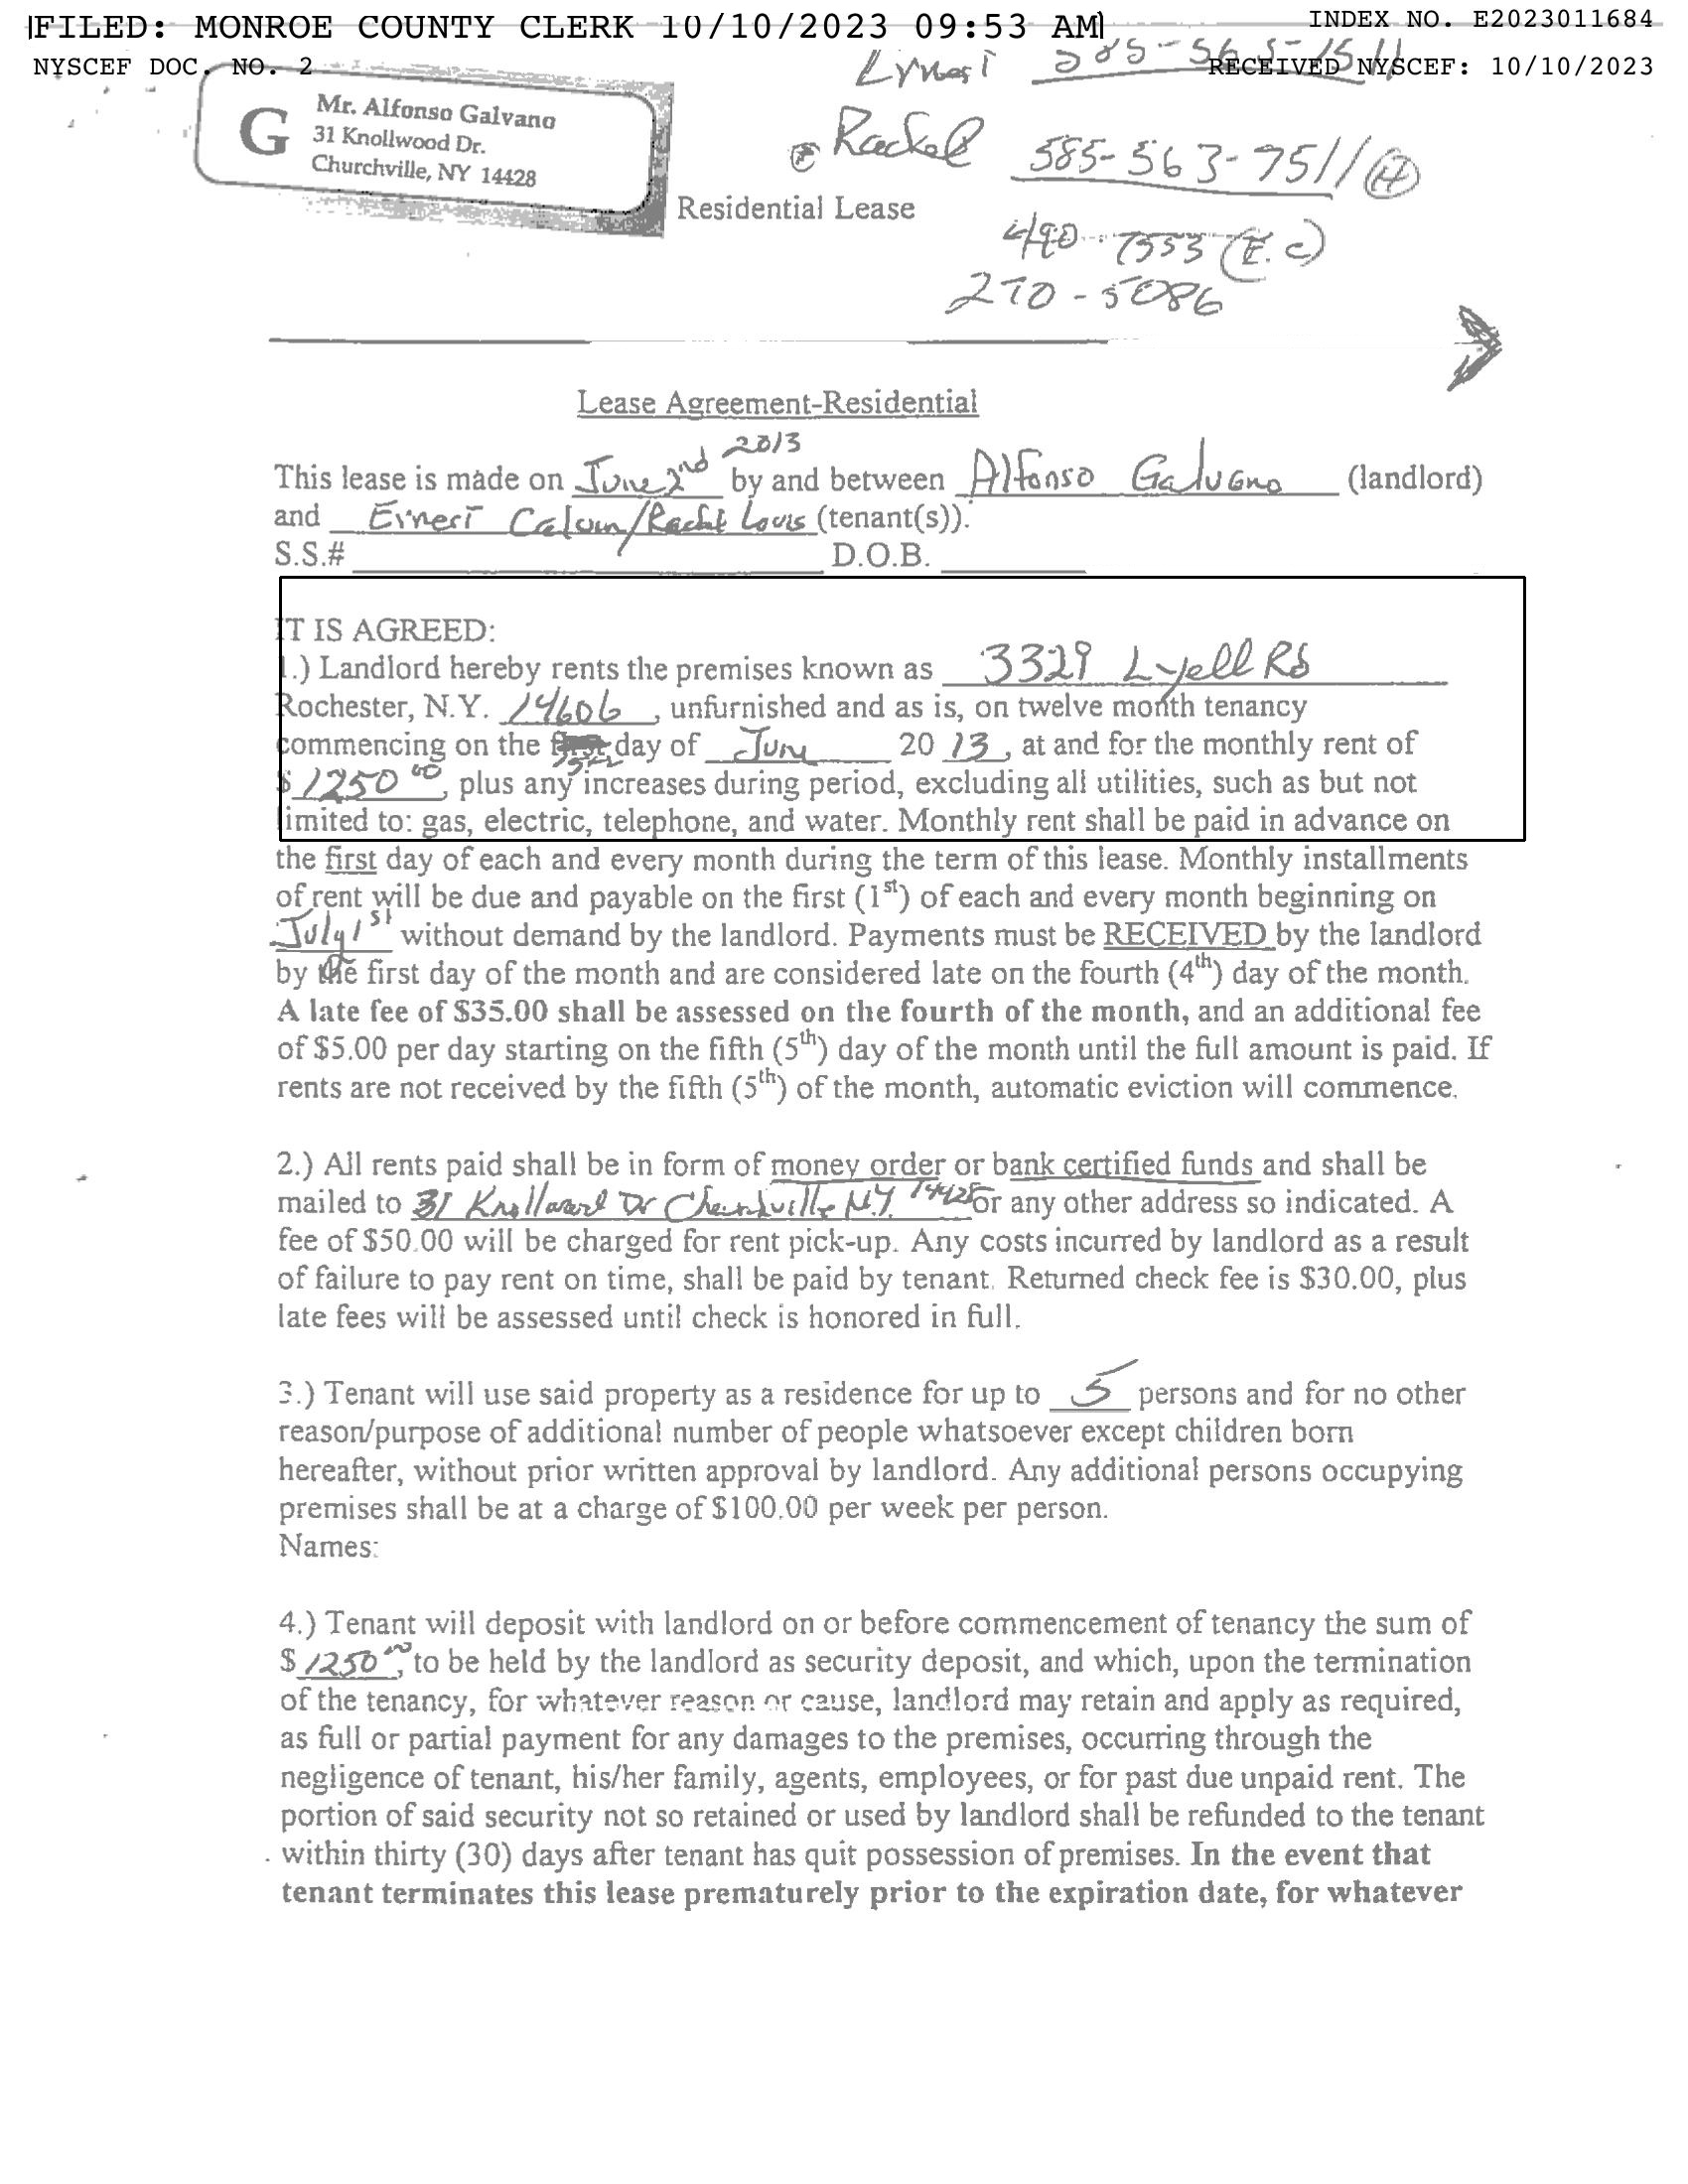 FILED: MONROE COUNTY CLERK 10/10/2023 09:53 AM
INDEX NO. E2023011684
NYSCEF DOC. NO. 2
RECEIVED NYSCEF: 10/10/2023
G
Mr. Alfonso Galvano
31 Knollwood Dr.
Churchville, NY 14428
Rachel 585-563-7511 (H)
Residential Lease
490-7353 (E.C)
270-5086
Lease Agreement-Residential
2013
This lease is made on June 2nd by and between Alfonso Galvano (landlord)
and Ernest Calvin/Rachel Louis (tenant(s)).
S.S.# D.O.B.
IT IS AGREED:
1.) Landlord hereby rents the premises known as 3329 Lyell Rd
Rochester, N.Y. 14606, unfurnished and as is, on twelve month tenancy
commencing on the day of June 20 13, at and for the monthly rent of
$ 1250 00, plus any increases during period, excluding all utilities, such as but not
limited to: gas, electric, telephone, and water. Monthly rent shall be paid in advance on
the first day of each and every month during the term of this lease. Monthly installments
of rent will be due and payable on the first (1st) of each and every month beginning on
July 1st without demand by the landlord. Payments must be RECEIVED by the landlord
by the first day of the month and are considered late on the fourth (4th) day of the month.
A late fee of $35.00 shall be assessed on the fourth of the month, and an additional fee
of $5.00 per day starting on the fifth (5th) day of the month until the full amount is paid. If
rents are not received by the fifth (5th) of the month, automatic eviction will commence.
2.) All rents paid shall be in form of money order or bank certified funds and shall be
mailed to 31 Knollwood Dr Churchville N.Y. 14428 or any other address so indicated. A
fee of $50.00 will be charged for rent pick-up. Any costs incurred by landlord as a result
of failure to pay rent on time, shall be paid by tenant. Returned check fee is $30.00, plus
late fees will be assessed until check is honored in full.
3.) Tenant will use said property as a residence for up to 5 persons and for no other
reason/purpose of additional number of people whatsoever except children born
hereafter, without prior written approval by landlord. Any additional persons occupying
premises shall be at a charge of $100.00 per week per person.
Names:
4.) Tenant will deposit with landlord on or before commencement of tenancy the sum of
$ 1250 00, to be held by the landlord as security deposit, and which, upon the termination
of the tenancy, for whatever reason or cause, landlord may retain and apply as required,
as full or partial payment for any damages to the premises, occurring through the
negligence of tenant, his/her family, agents, employees, or for past due unpaid rent. The
portion of said security not so retained or used by landlord shall be refunded to the tenant
within thirty (30) days after tenant has quit possession of premises. In the event that
tenant terminates this lease prematurely prior to the expiration date, for whatever